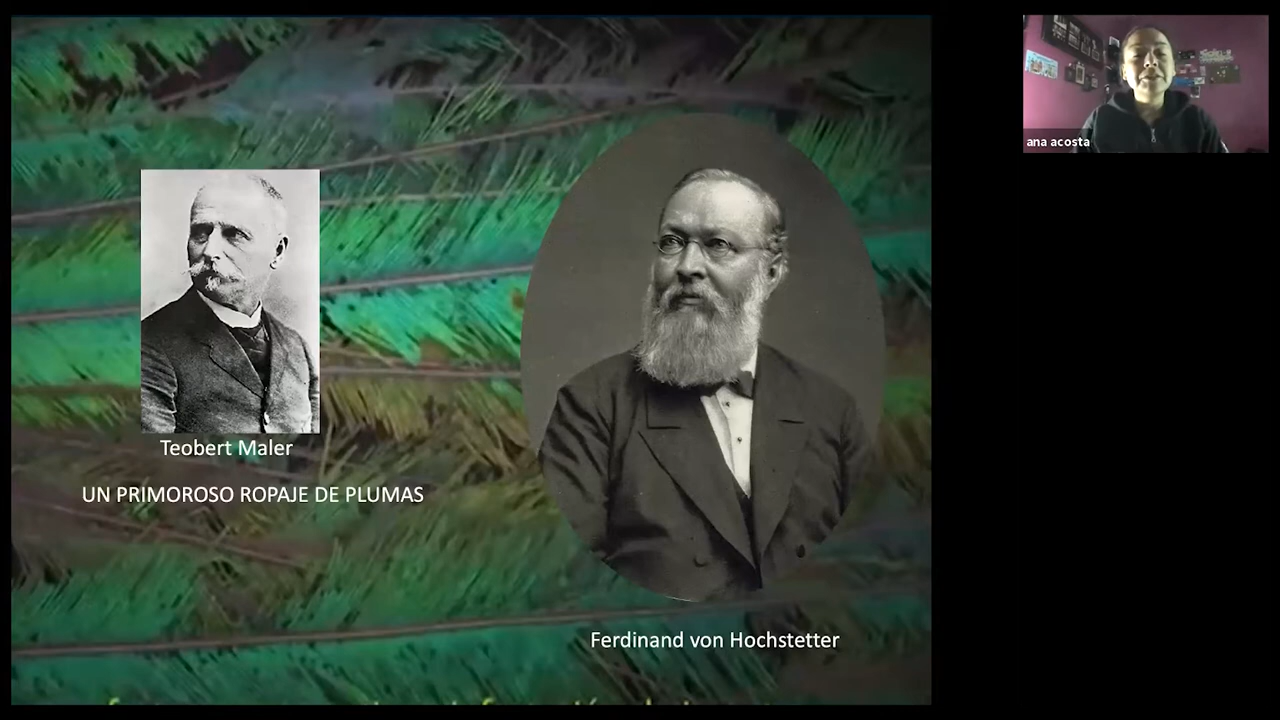 Teobert Maler
UN PRIMOROSO ROPAJE DE PLUMAS
Ferdinand von Hochstetter
ana acosta